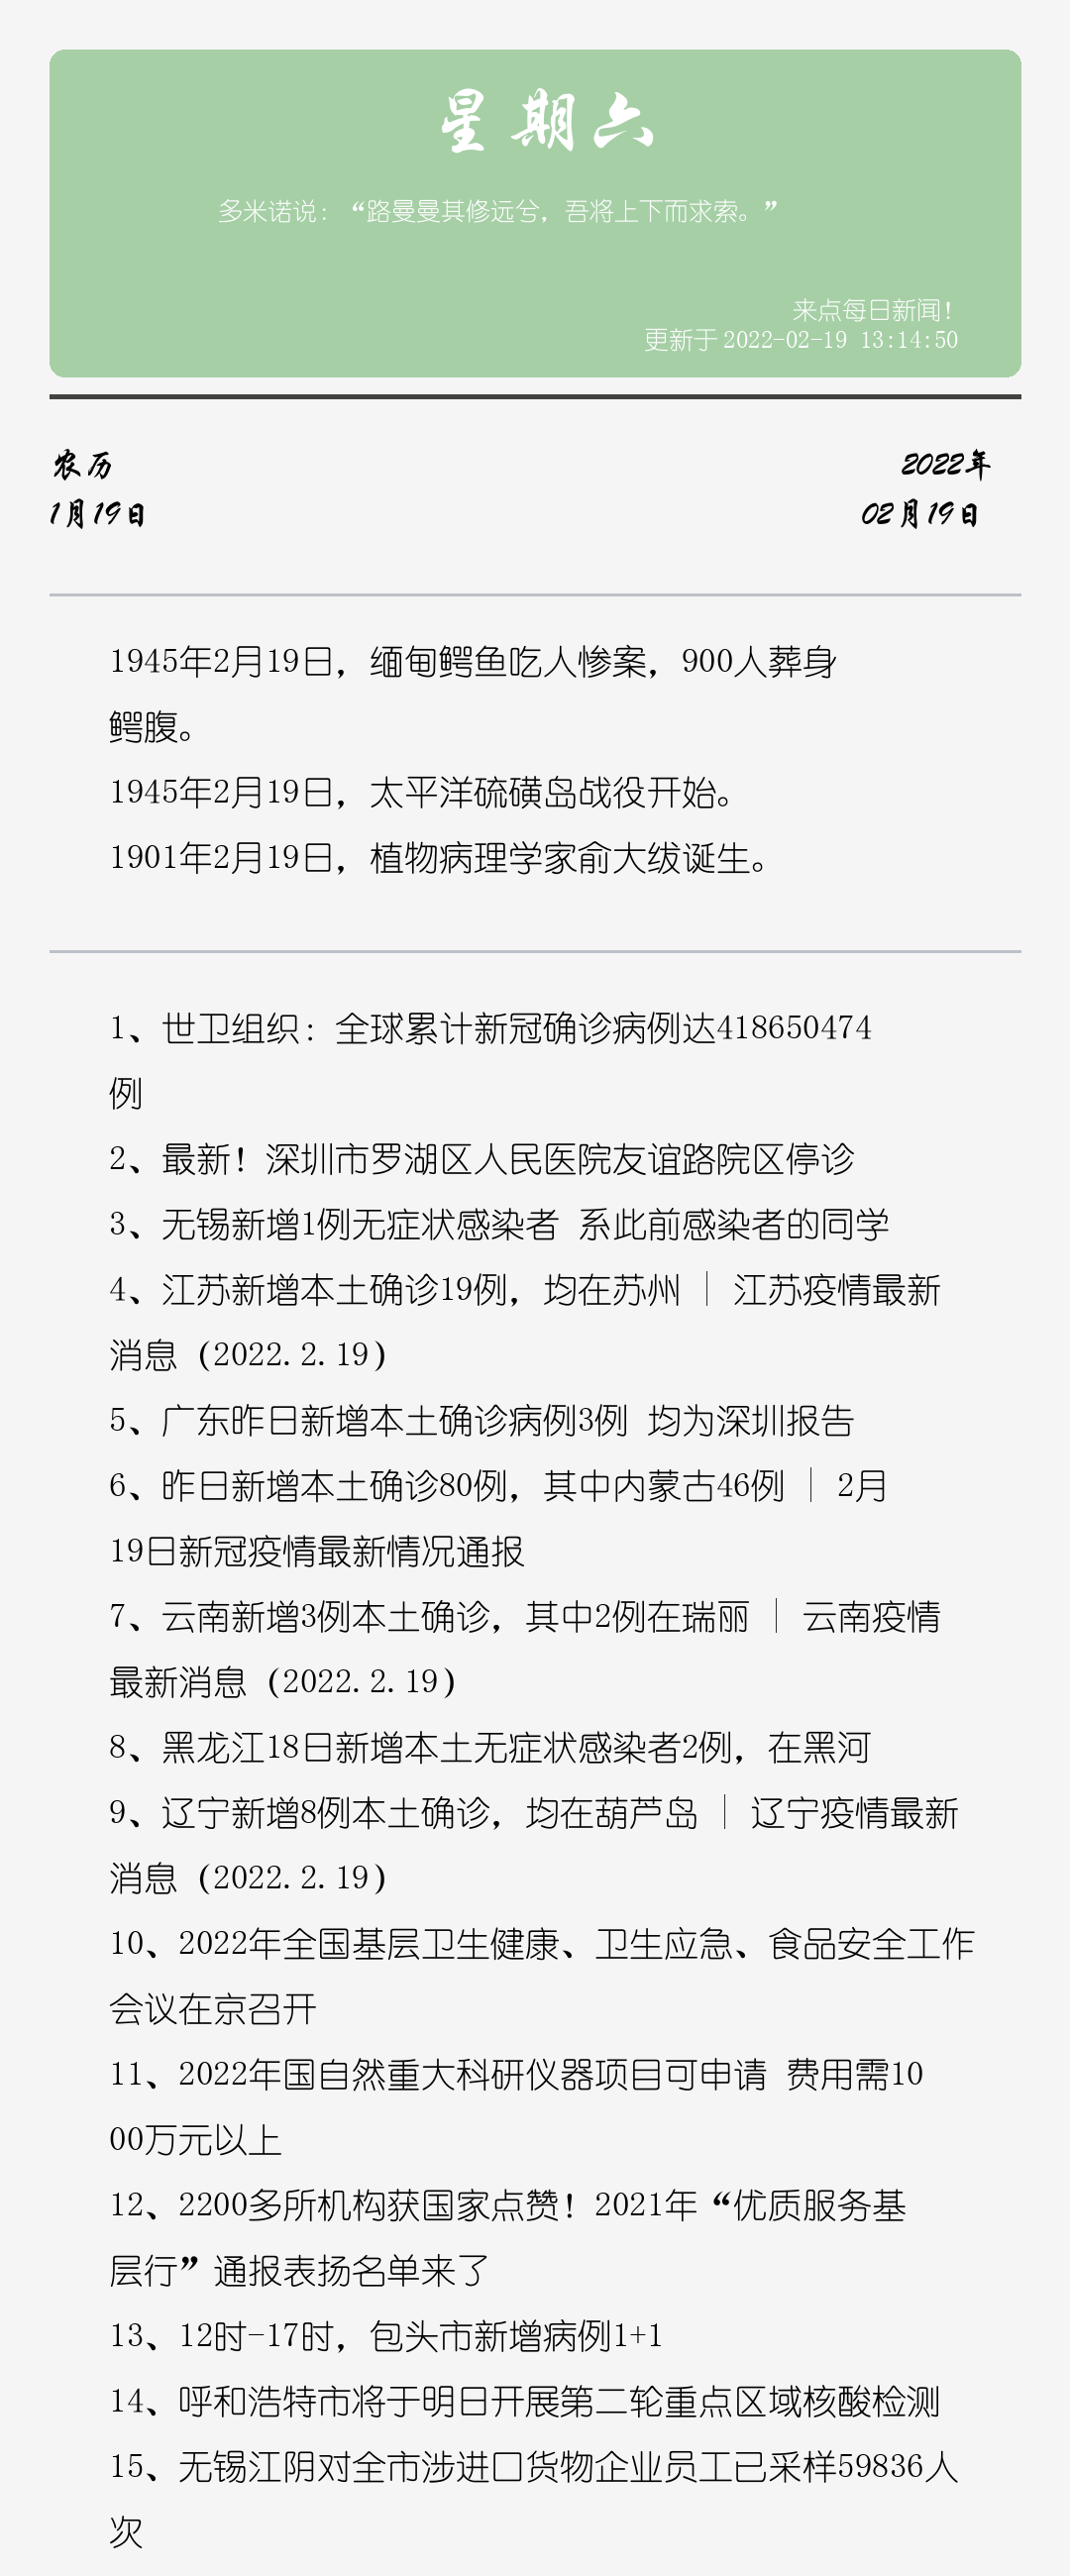 星期六
多米诺说：“路曼曼其修远兮，吾将上下而求索。”
来点每日新闻！
更新于 2022-02-19 13:14:50
农历
2022年
1月19日
02月19日
1945年2月19日，缅甸鳄鱼吃人惨案，900人葬身
鳄腹。
1945年2月19日，太平洋硫磺岛战役开始。
1901年2月19日，植物病理学家俞大绂诞生。
1、世卫组织：全球累计新冠确诊病例达418650474
例
2、最新！深圳市罗湖区人民医院友谊路院区停诊
3、无锡新增1例无症状感染者 系此前感染者的同学
4、江苏新增本土确诊19例，均在苏州｜江苏疫情最新
消息（2022.2.19）
5、广东昨日新增本土确诊病例3例 均为深圳报告
6、昨日新增本土确诊80例，其中内蒙古46例｜2月
19日新冠疫情最新情况通报
7、云南新增3例本土确诊，其中2例在瑞丽｜云南疫情
最新消息（2022.2.19）
8、黑龙江18日新增本土无症状感染者2例，在黑河
9、辽宁新增8例本土确诊，均在葫芦岛｜辽宁疫情最新
消息（2022.2.19）
10、2022年全国基层卫生健康、卫生应急、食品安全工作
会议在京召开
11、2022年国自然重大科研仪器项目可申请 费用需10
00万元以上
12、2200多所机构获国家点赞！2021年“优质服务基
层行”通报表扬名单来了
13、12时-17时，包头市新增病例1+1
14、呼和浩特市将于明日开展第二轮重点区域核酸检测
15、无锡江阴对全市涉进口货物企业员工已采样59836人
次